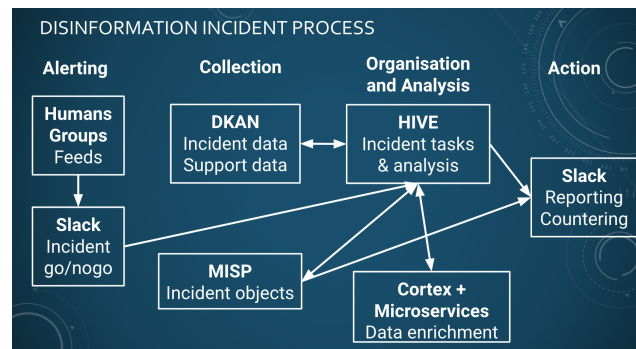 DISINFORMATION INCIDENT PROCESS
Alerting
Collection
Organisation
and Analysis
Action
Humans
Groups
Feeds
Slack
Incident
go/nogo
DKAN
Incident data
Support data
MISP
Incident objects
HIVE
Incident tasks
& analysis
Cortex +
Microservices
Data enrichment
Slack
Reporting
Countering